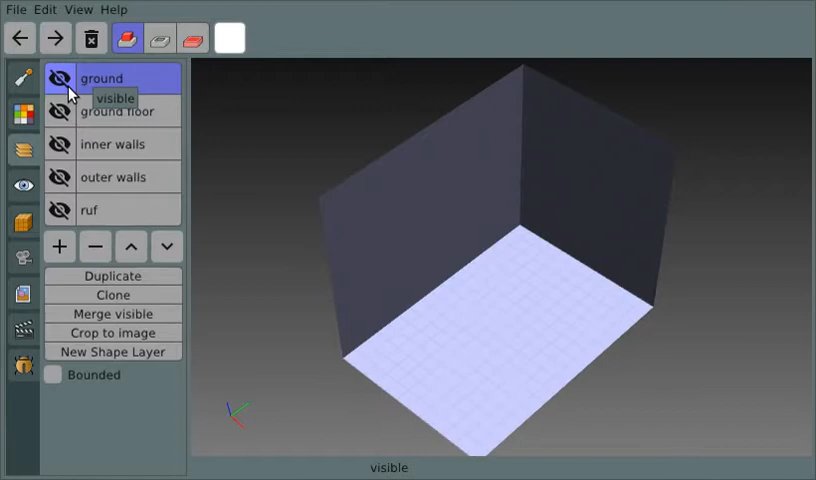 File Edit View Help
ground
visible
ground floor
inner walls
outer walls
ruf
Duplicate
Clone
Merge visible
Crop to image
New Shape Layer
Bounded
visible